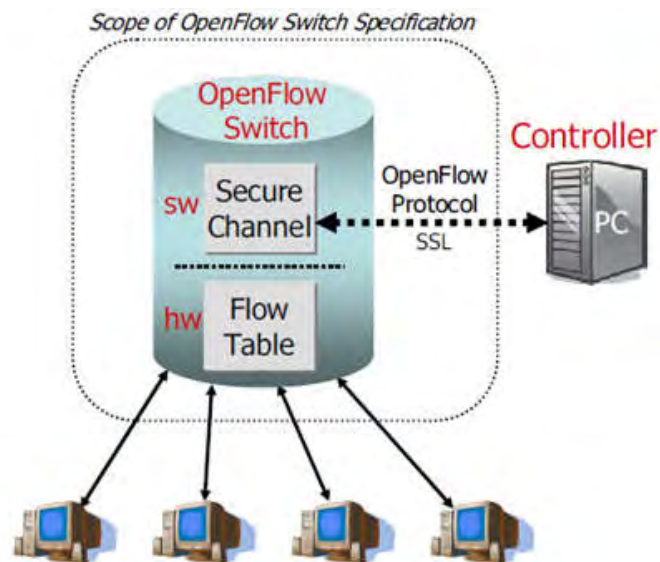 Scope of OpenFlow Switch Specification
OpenFlow
Switch
Controller
sw
Secure
Channel
OpenFlow
Protocol
SSL
PC
hw
Flow
Table